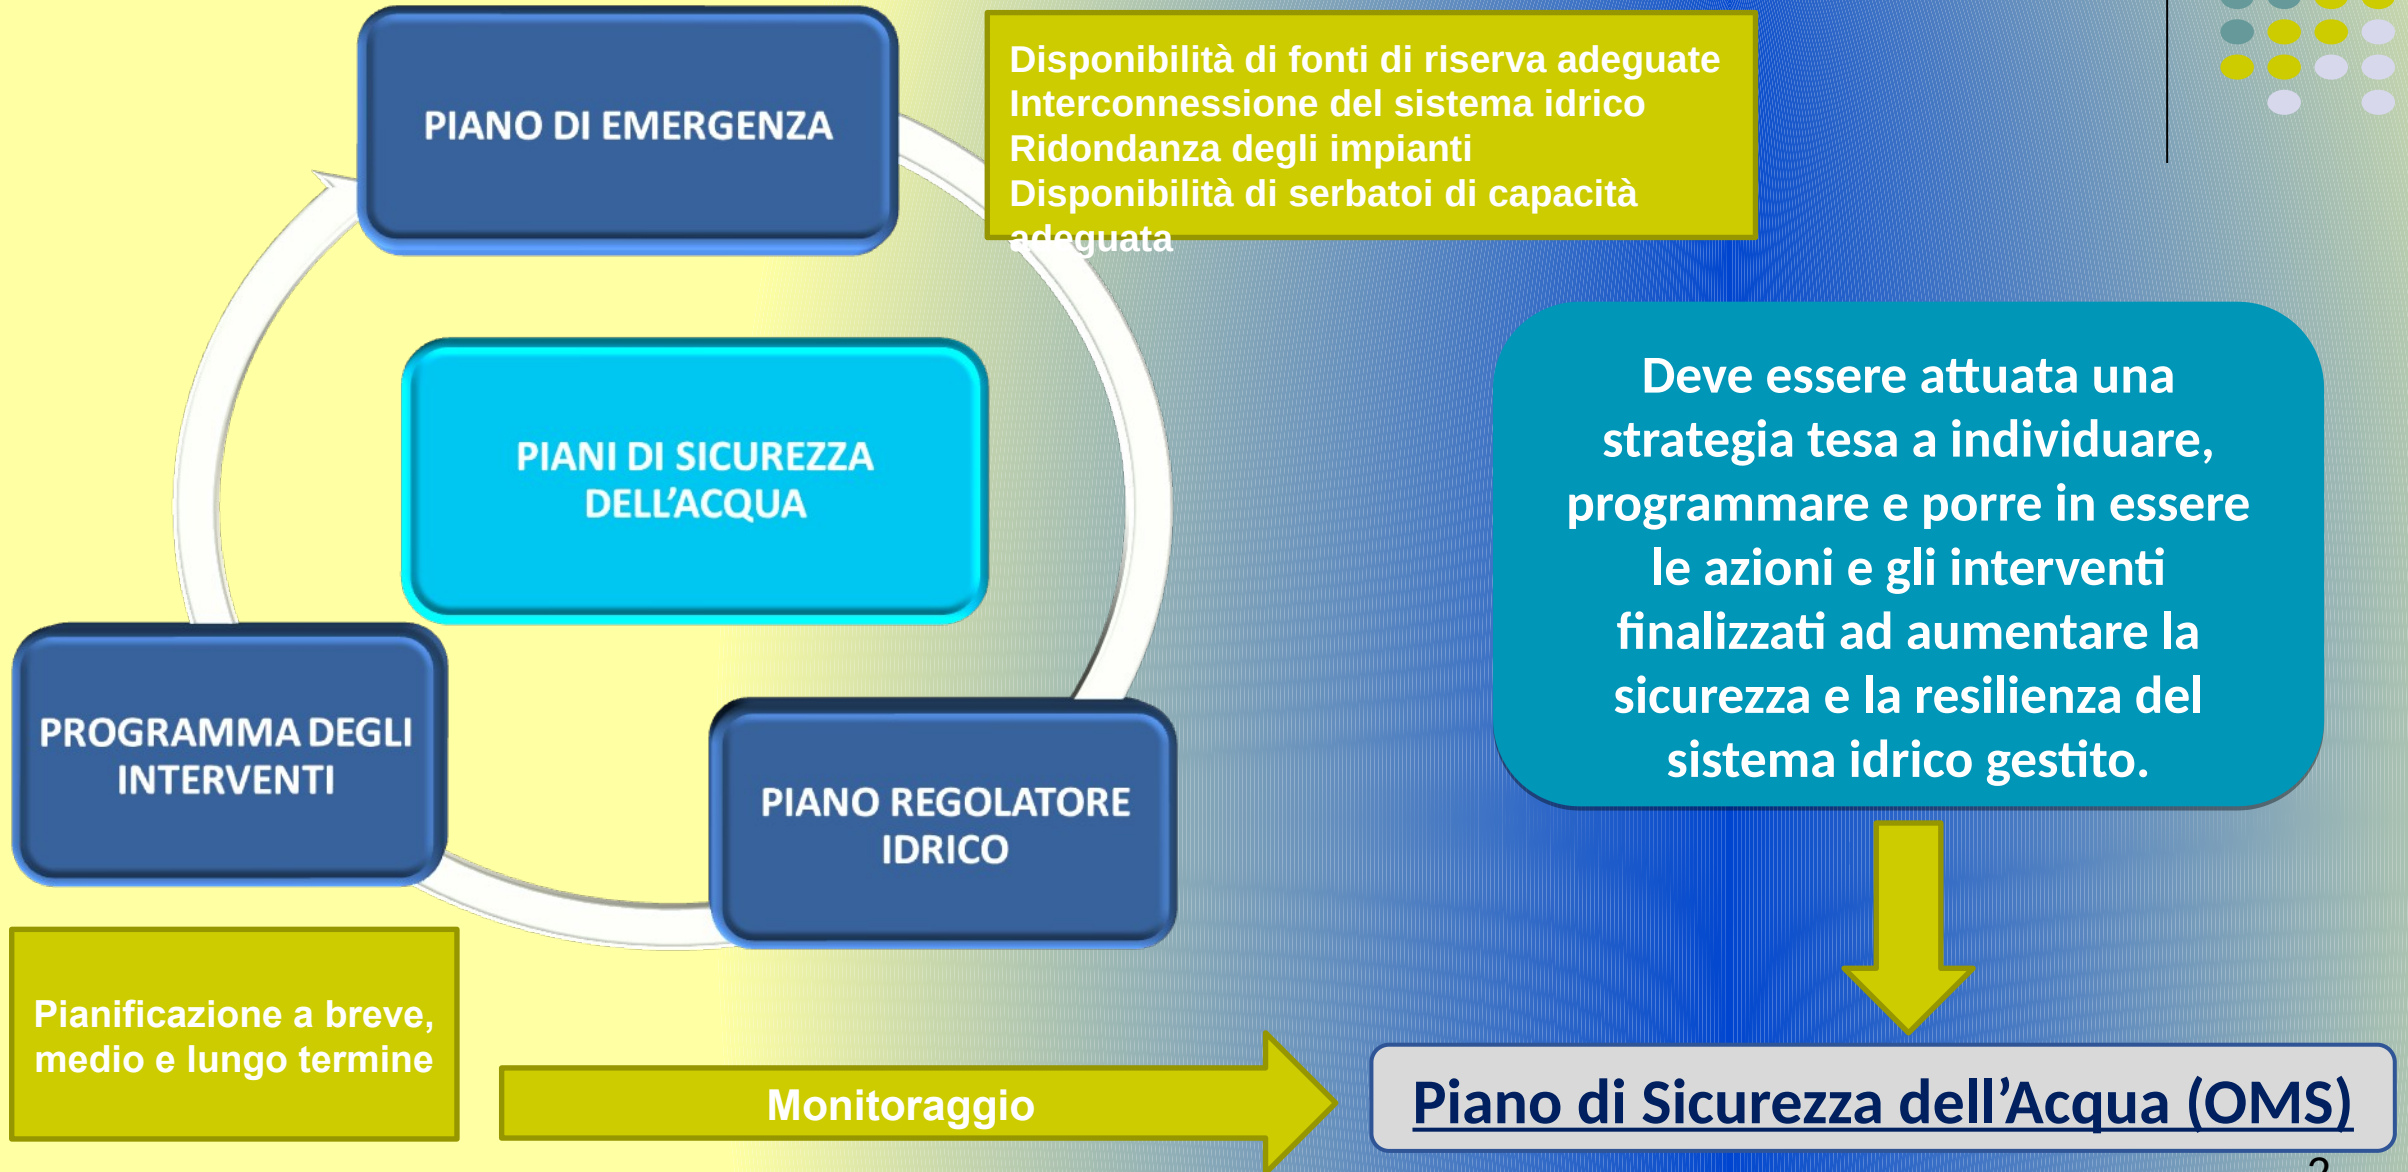 PIANO DI EMERGENZA
Disponibilità di fonti di riserva adeguate
Interconnessione del sistema idrico
Ridondanza degli impianti
Disponibilità di serbatoi di capacità
adeguata
PIANI DI SICUREZZA
DELL’ACQUA
Deve essere attuata una
strategia tesa a individuare,
programmare e porre in essere
le azioni e gli interventi
finalizzati ad aumentare la
sicurezza e la resilienza del
sistema idrico gestito.
PROGRAMMA DEGLI
INTERVENTI
PIANO REGOLATORE
IDRICO
Pianificazione a breve,
medio e lungo termine
Monitoraggio
Piano di Sicurezza dell’Acqua (OMS)